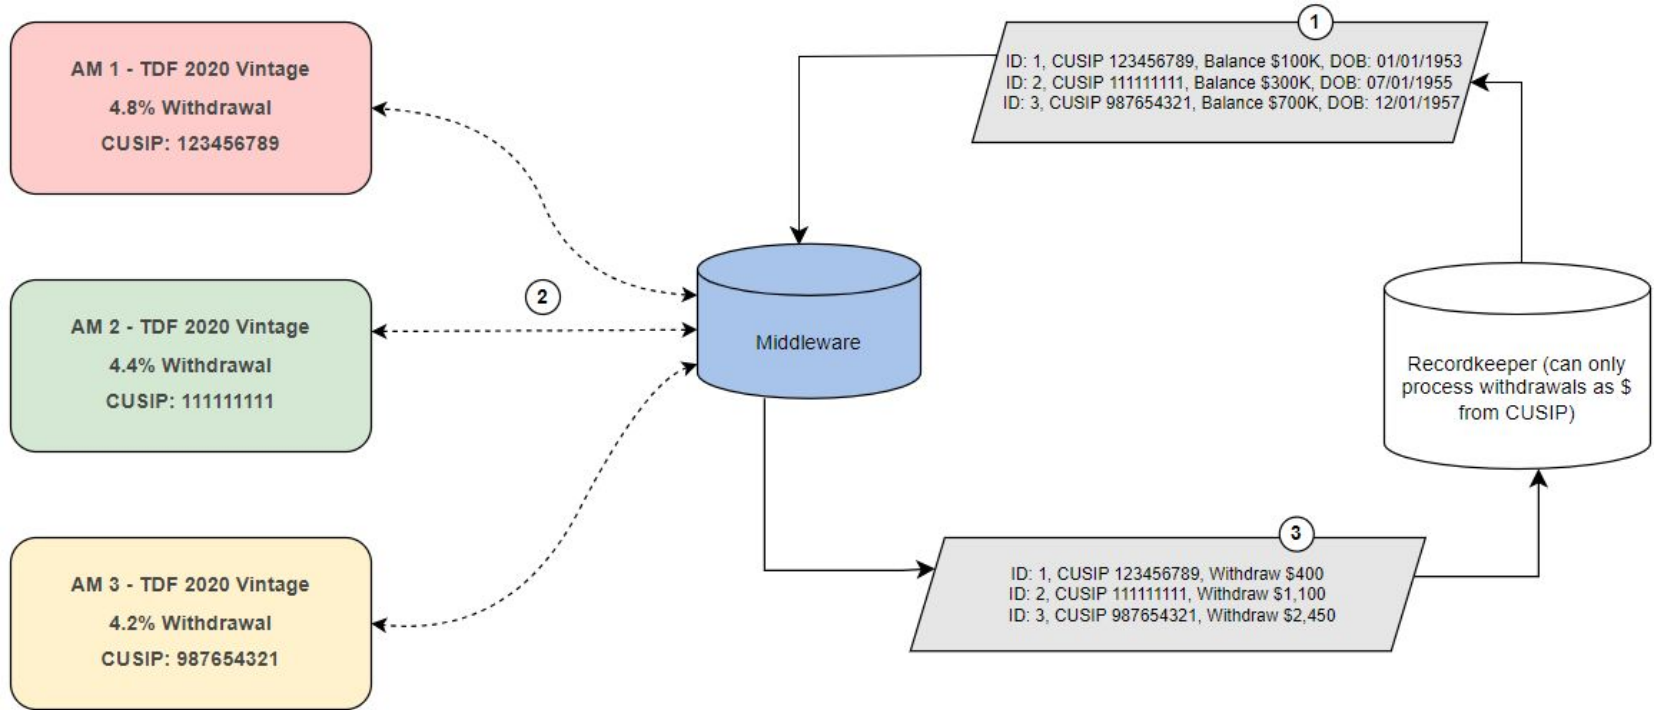 AM 1 - TDF 2020 Vintage
4.8% Withdrawal
CUSIP: 123456789
1
ID: 1, CUSIP 123456789, Balance $100K, DOB: 01/01/1953
ID: 2, CUSIP 111111111, Balance $300K, DOB: 07/01/1955
ID: 3, CUSIP 987654321, Balance $700K, DOB: 12/01/1957
AM 2 - TDF 2020 Vintage
4.4% Withdrawal
CUSIP: 111111111
2
Middleware
Recordkeeper (can only
process withdrawals as $
from CUSIP)
AM 3 - TDF 2020 Vintage
4.2% Withdrawal
CUSIP: 987654321
3
ID: 1, CUSIP 123456789, Withdraw $400
ID: 2, CUSIP 111111111, Withdraw $1,100
ID: 3, CUSIP 987654321, Withdraw $2,450